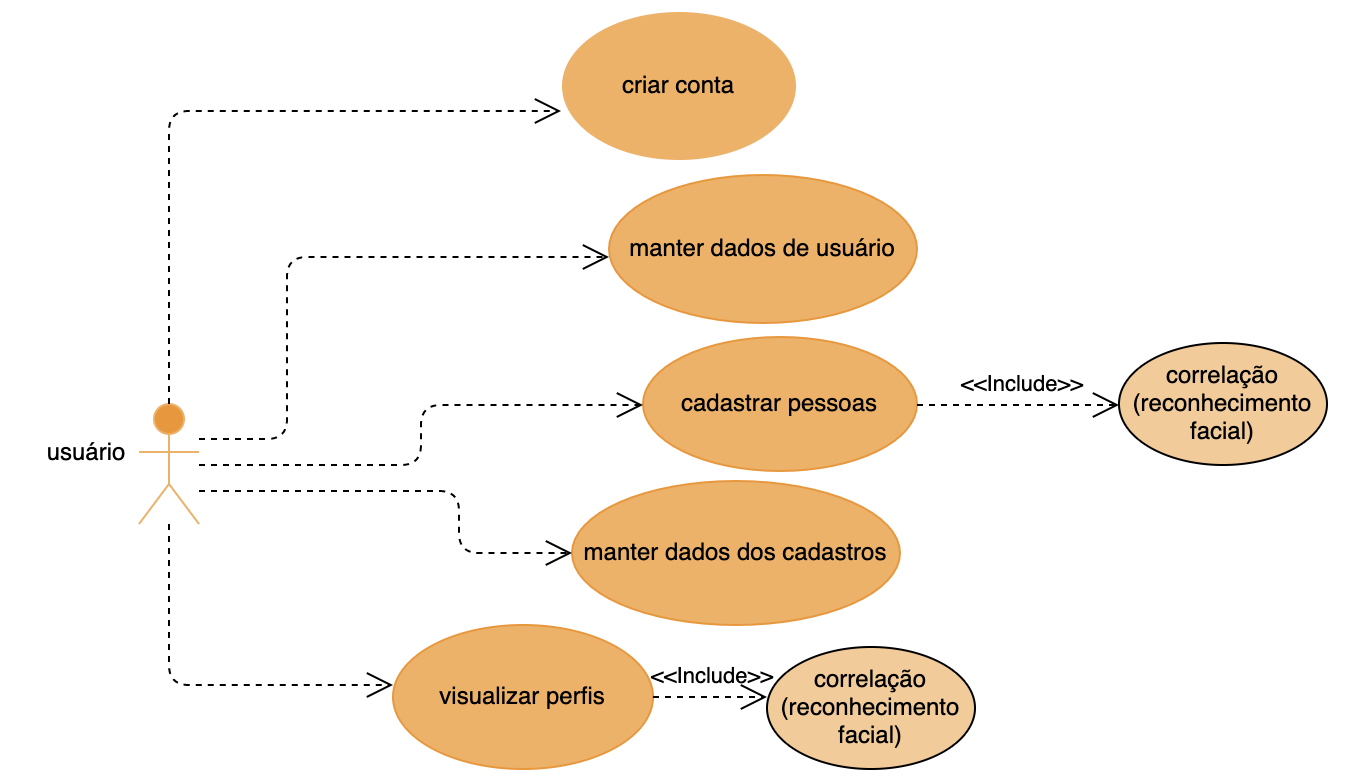 criar conta
manter dados de usuário
cadastrar pessoas
<<Include>>
correlação
(reconhecimento
facial)
usuário
manter dados dos cadastros
visualizar perfis
<<Include>>
correlação
(reconhecimento
facial)